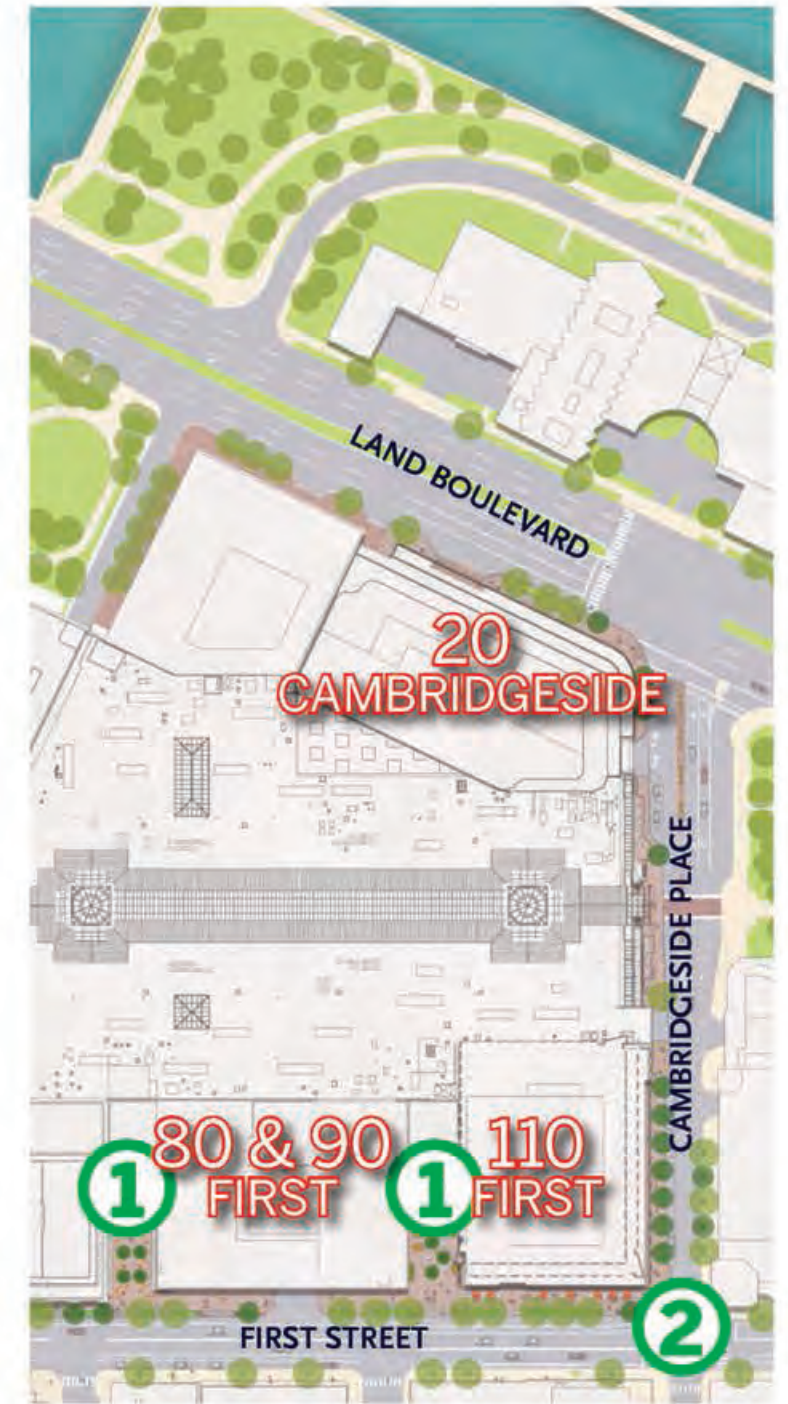 LAND BOULEVARD
20
CAMBRIDGESIDE
CAMBRIDGESIDE PLACE
1
80 & 90
FIRST
1
110
FIRST
2
FIRST STREET